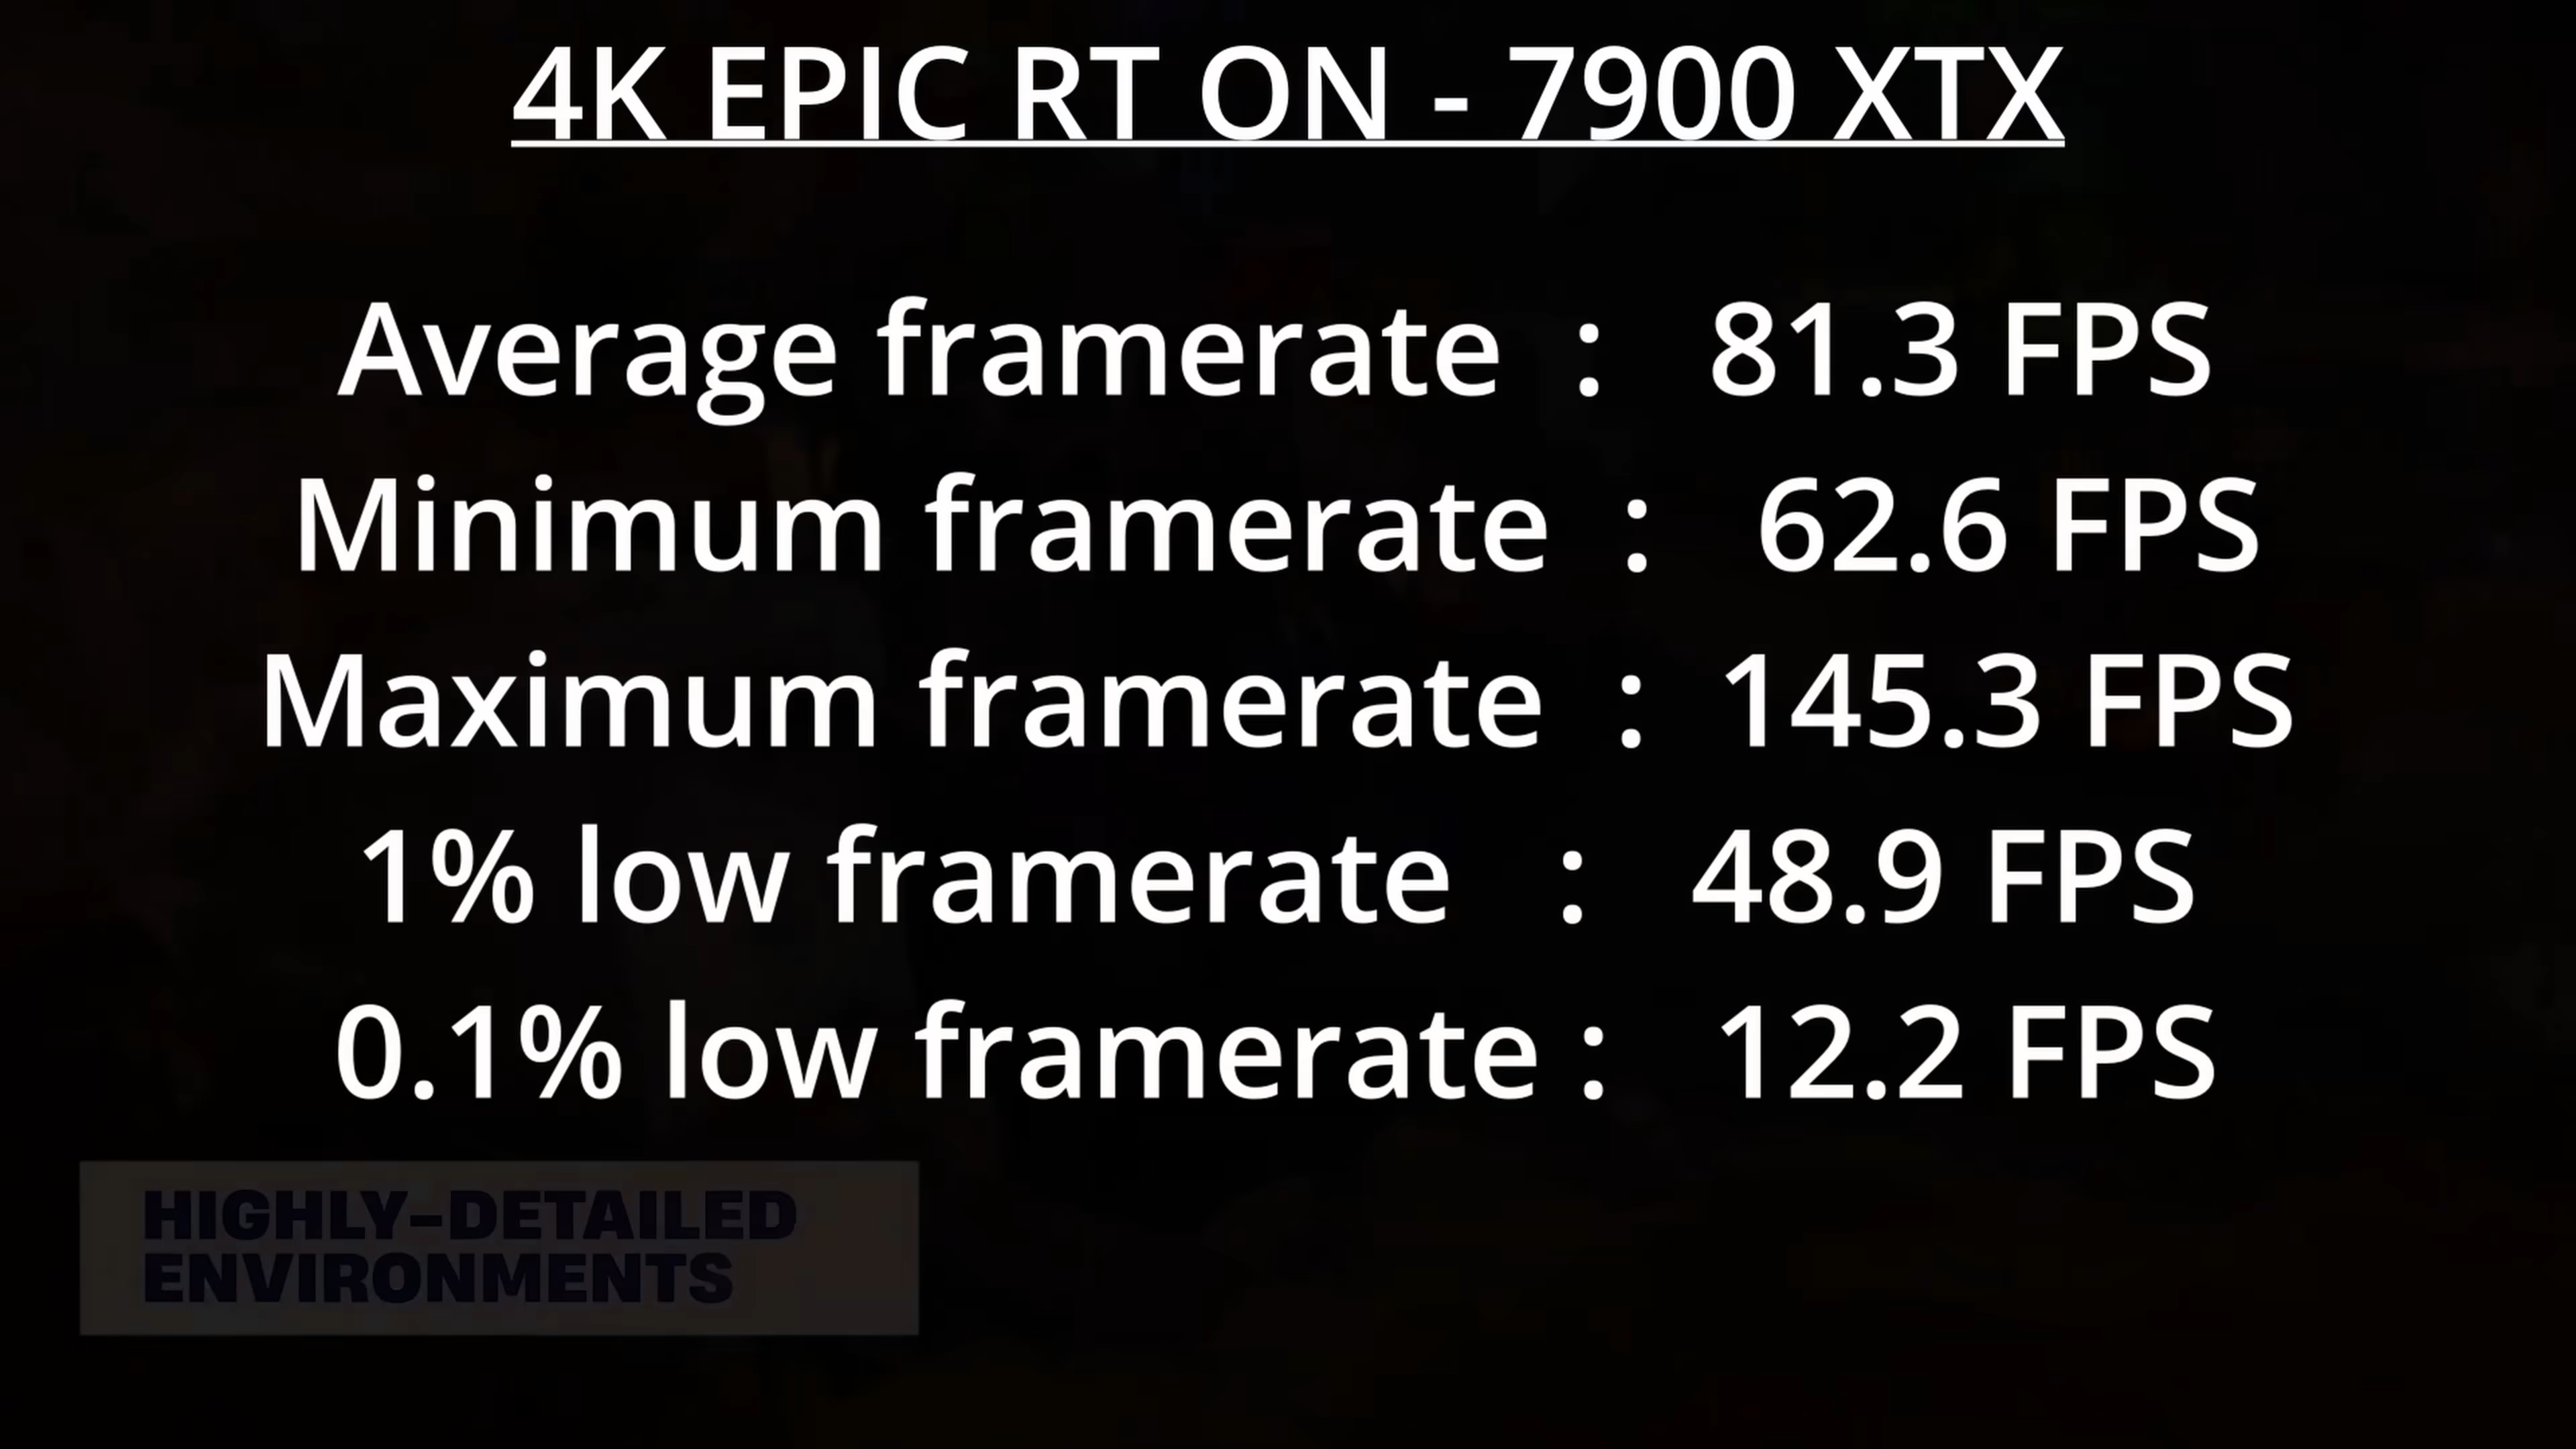 4K EPIC RT ON - 7900 XTX
Average framerate : 81.3 FPS
Minimum framerate : 62.6 FPS
Maximum framerate : 145.3 FPS
1% low framerate : 48.9 FPS
0.1% low framerate : 12.2 FPS
HIGHLY-DETAILED
ENVIRONMENTS